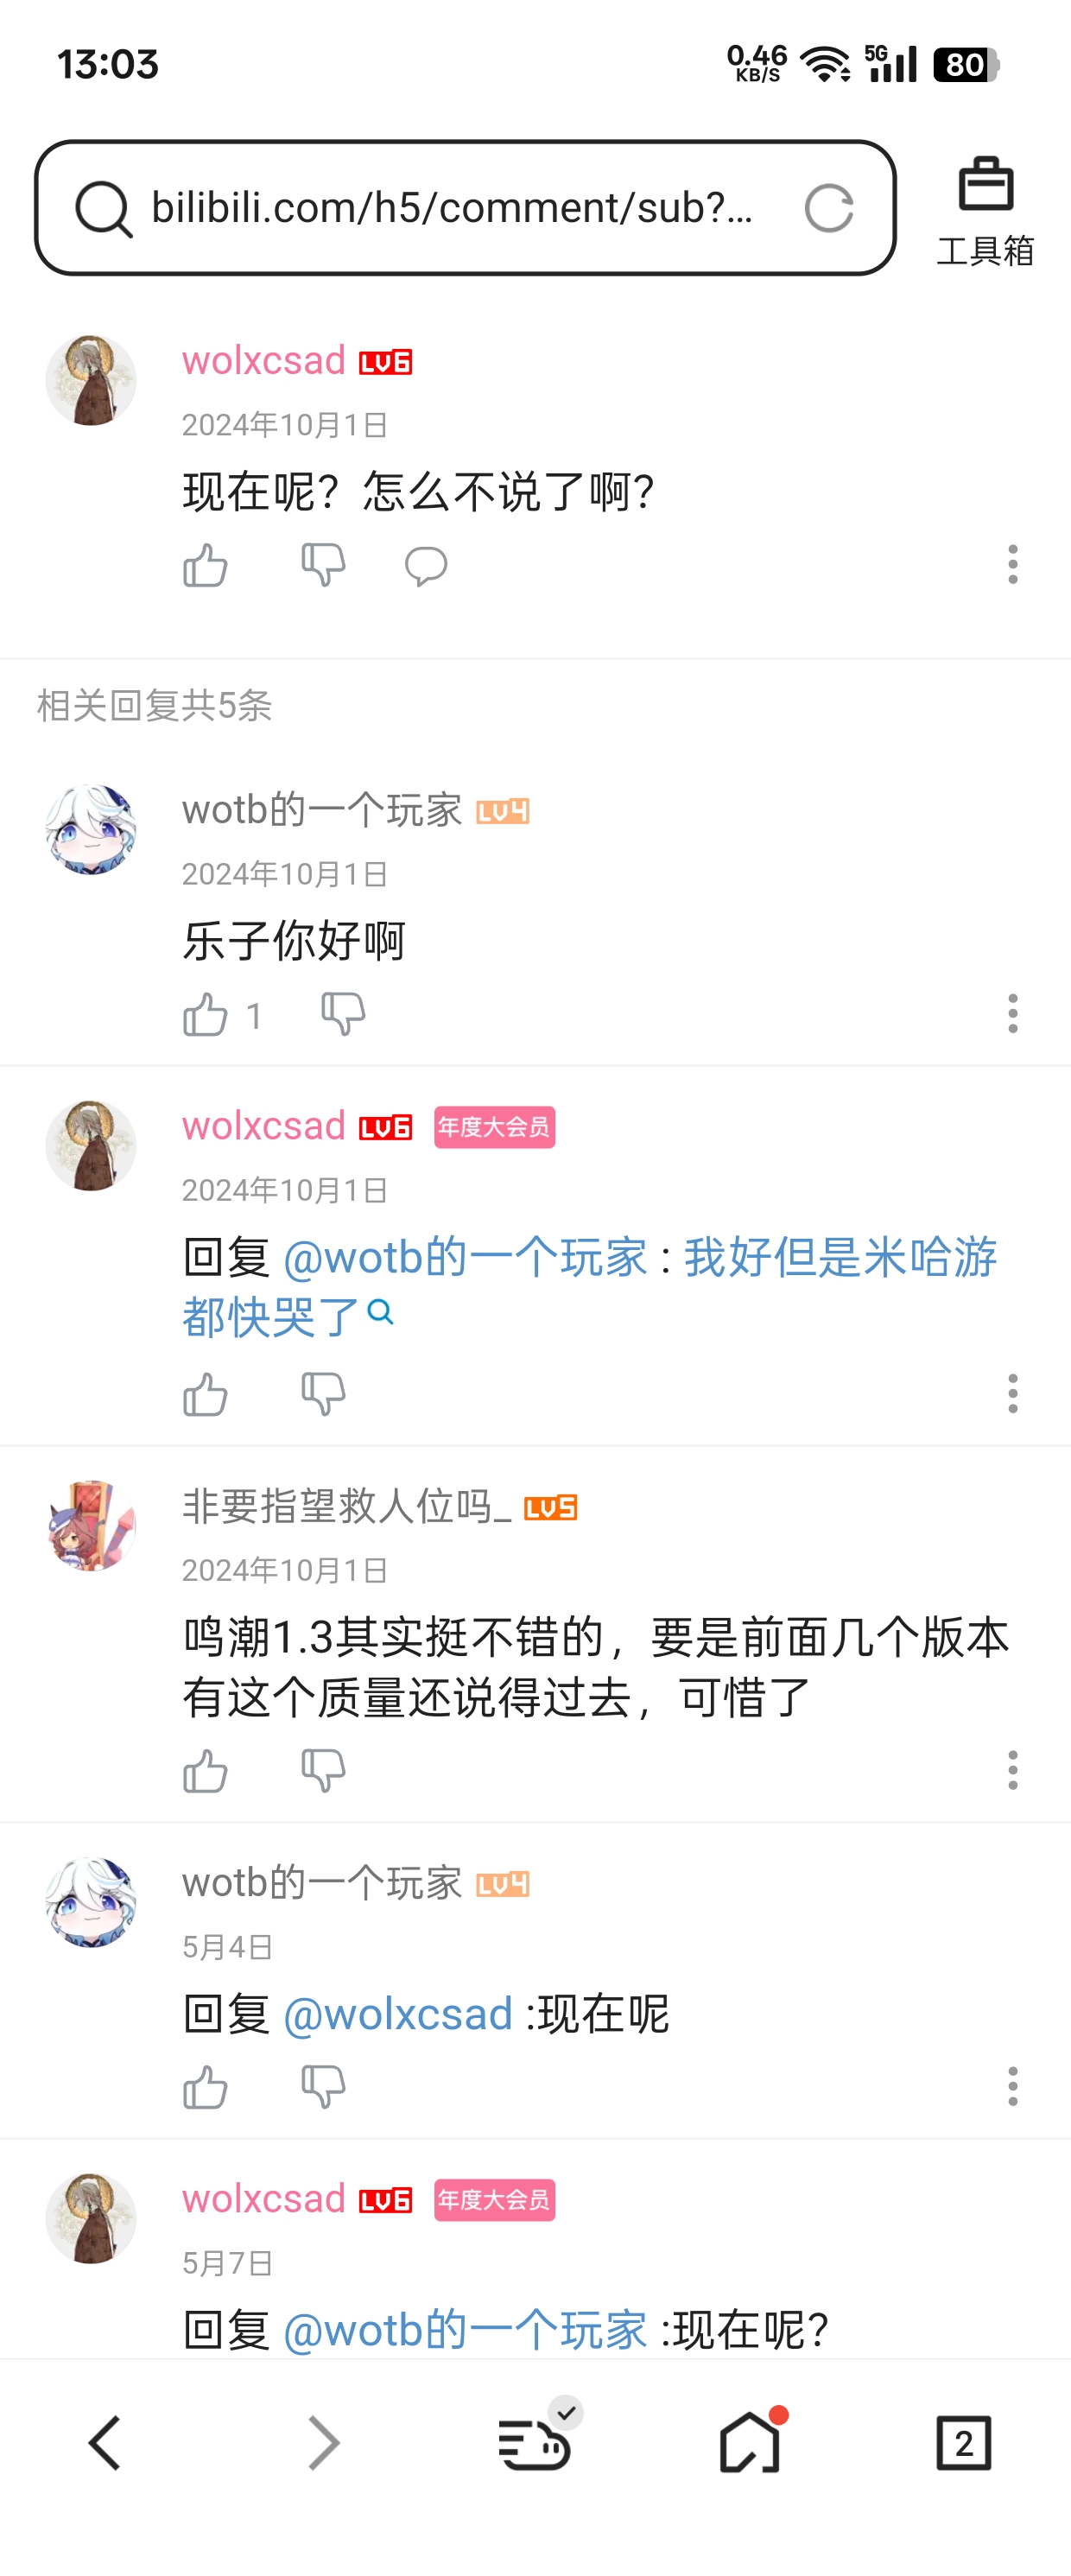 13:03
0.46
KB/S
5G
80
bilibili.com/h5/comment/sub?...
工具箱
wolxcsad LV6
2024年10月1日
现在呢？怎么不说了啊？
相关回复共5条
wotb的一个玩家 LV4
2024年10月1日
乐子你好啊
1
wolxcsad LV6 年度大会员
2024年10月1日
回复 @wotb的一个玩家 : 我好但是米哈游
都快哭了
非要指望救人位吗_ LV5
2024年10月1日
鸣潮1.3其实挺不错的，要是前面几个版本
有这个质量还说得过去，可惜了
wotb的一个玩家 LV4
5月4日
回复 @wolxcsad :现在呢
wolxcsad LV6 年度大会员
5月7日
回复 @wotb的一个玩家 :现在呢？
2